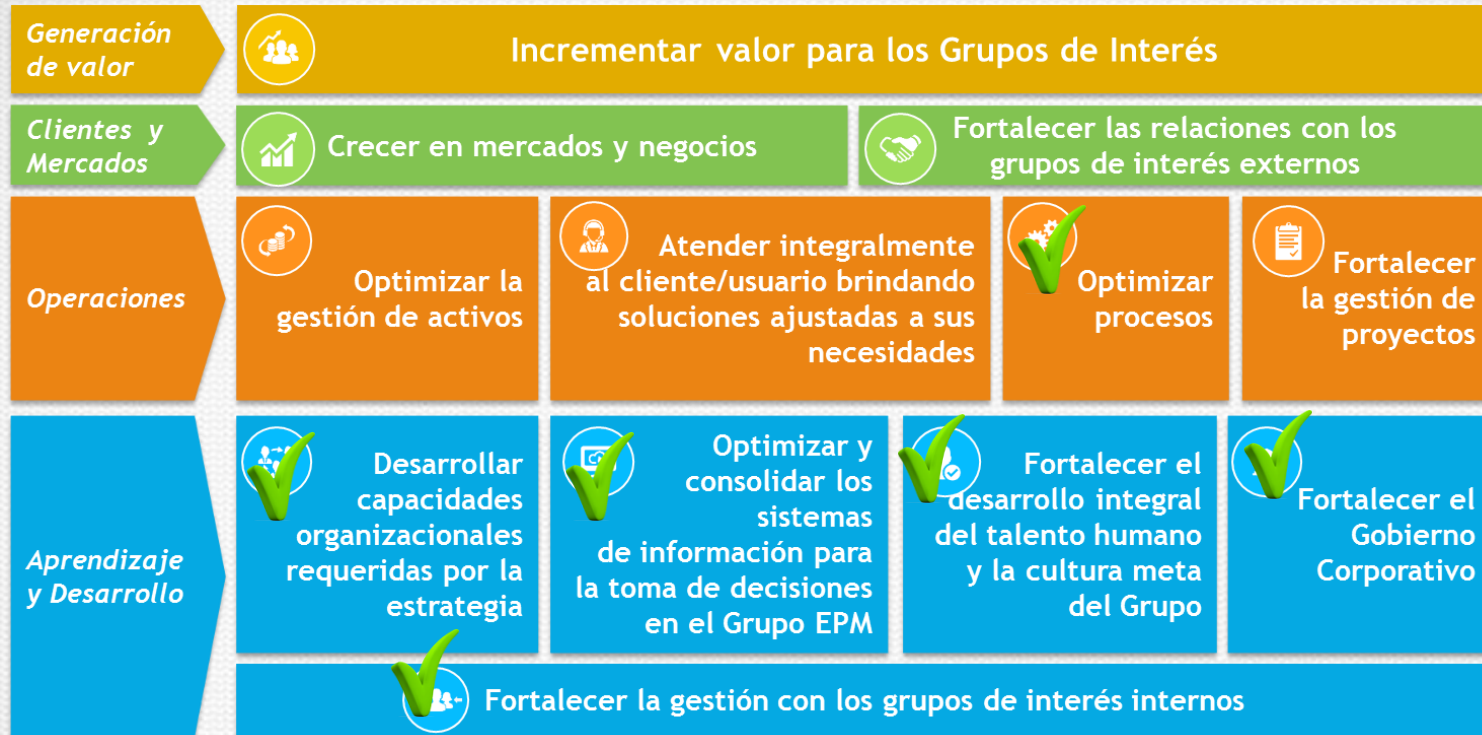 Generación
de valor
Incrementar valor para los Grupos de Interés
Clientes y
Mercados
Crecer en mercados y negocios
Fortalecer las relaciones con los
grupos de interés externos
Operaciones
Optimizar la
gestión de activos
Atender integralmente
al cliente/usuario brindando
soluciones ajustadas a sus
necesidades
Optimizar
procesos
Fortalecer
la gestión de
proyectos
Aprendizaje
y Desarrollo
Desarrollar
capacidades
organizacionales
requeridas por la
estrategia
Optimizar y
consolidar los
sistemas
de información para
la toma de decisiones
en el Grupo EPM
Fortalecer el
desarrollo integral
del talento humano
y la cultura meta
del Grupo
Fortalecer el
Gobierno
Corporativo
Fortalecer la gestión con los grupos de interés internos